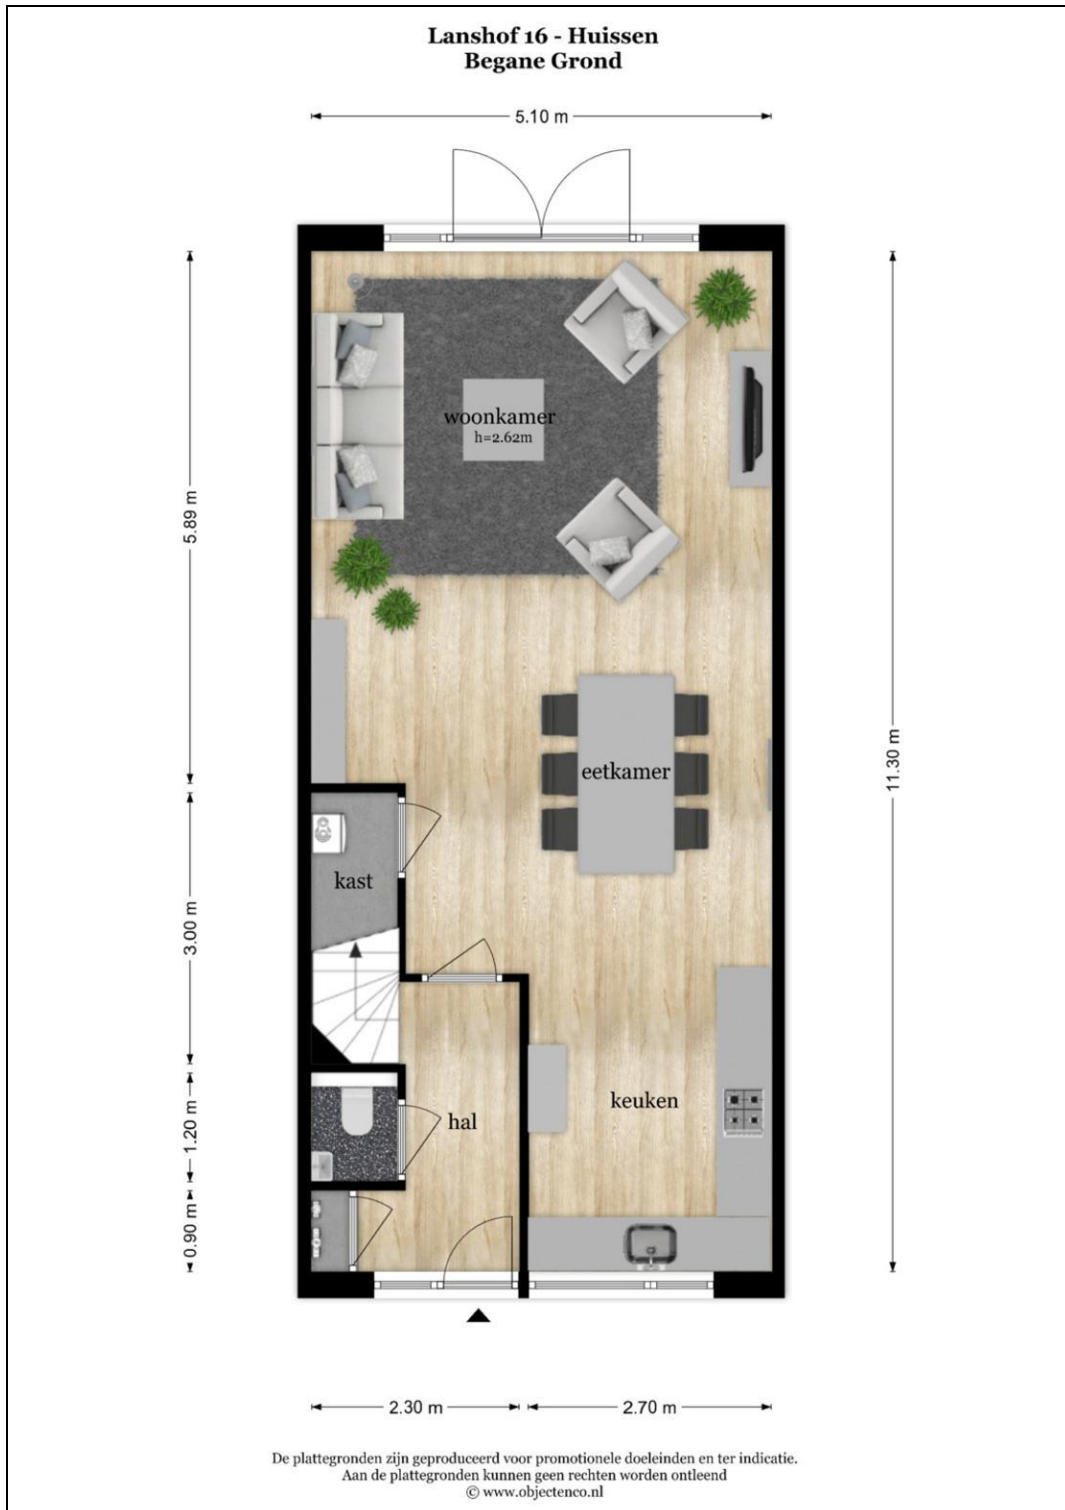 Lanshof 16 - Huissen
Begane Grond
5.10 m
woonkamer
h=2.62m
5.89 m
11.30 m
eetkamer
kast
3.00 m
keuken
hal
1.20 m
0.90 m
2.30 m
2.70 m
De plattegronden zijn geproduceerd voor promotionele doeleinden en ter indicatie.
Aan de plattegronden kunnen geen rechten worden ontleend
© www.objectenco.nl